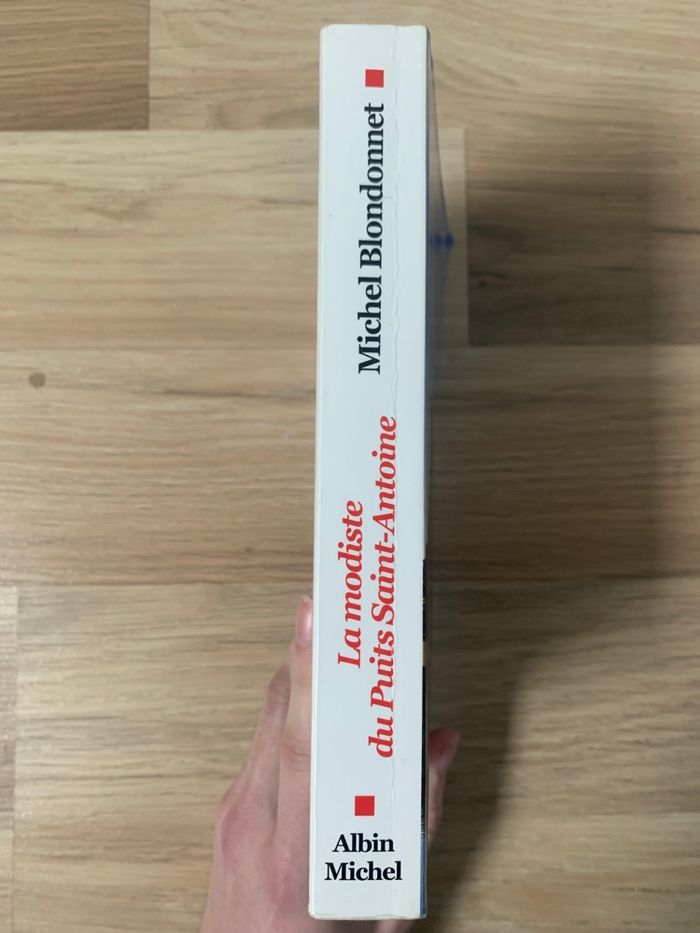 Michel Blondonnet
La modiste
du Puits Saint-Antoine
Albin
Michel